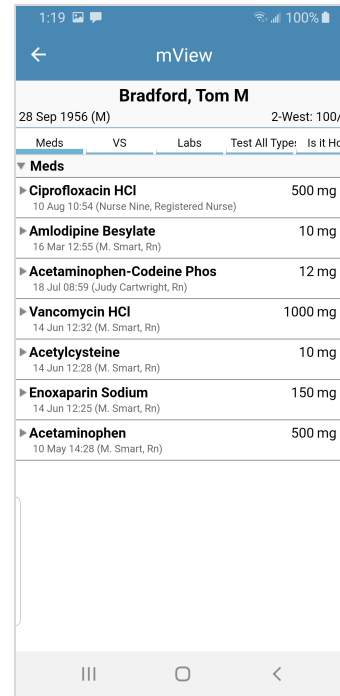 1:19 100%
mView
Bradford, Tom M
28 Sep 1956 (M) 2-West: 100/
Meds VS Labs Test All Types Is it Ho
Meds
Ciprofloxacin HCl 500 mg
10 Aug 10:54 (Nurse Nine, Registered Nurse)
Amlodipine Besylate 10 mg
16 Mar 12:55 (M. Smart, Rn)
Acetaminophen-Codeine Phos 12 mg
18 Jul 08:59 (Judy Cartwright, Rn)
Vancomycin HCl 1000 mg
14 Jun 12:32 (M. Smart, Rn)
Acetylcysteine 10 mg
14 Jun 12:28 (M. Smart, Rn)
Enoxaparin Sodium 150 mg
14 Jun 12:25 (M. Smart, Rn)
Acetaminophen 500 mg
10 May 14:28 (M. Smart, Rn)